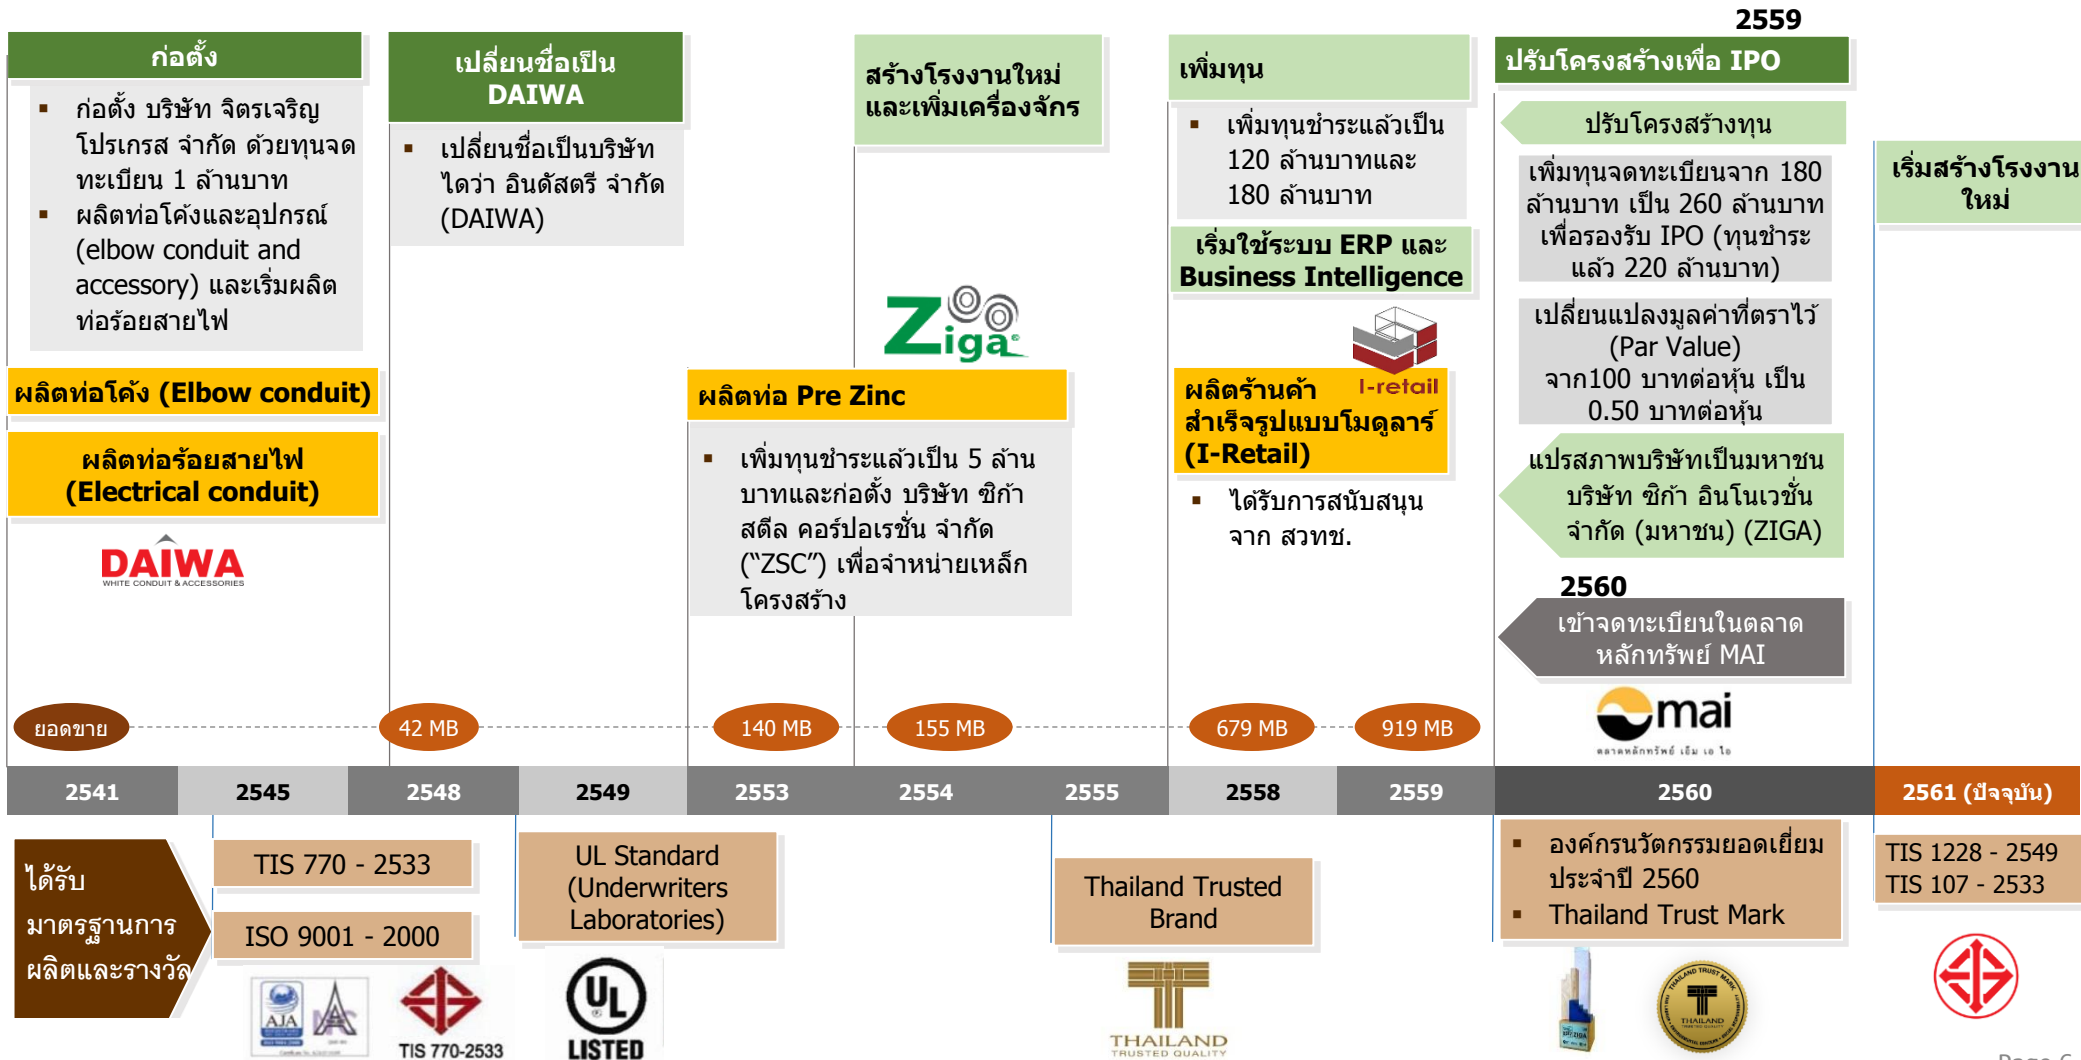 2559
ก่อตั้ง
▪ ก่อตั้ง บริษัท จิตรเจริญ
โปรเกรส จำกัด ด้วยทุนจด
ทะเบียน 1 ล้านบาท
▪ ผลิตท่อโค้งและอุปกรณ์
(elbow conduit and
accessory) และเริ่มผลิต
ท่อร้อยสายไฟ
ผลิตท่อโค้ง (Elbow conduit)
ผลิตท่อร้อยสายไฟ
(Electrical conduit)
DAIWA
WHITE CONDUIT & ACCESSORIES
เปลี่ยนชื่อเป็น
DAIWA
▪ เปลี่ยนชื่อเป็นบริษัท
ไดว่า อินดัสตรี จำกัด
(DAIWA)
สร้างโรงงานใหม่
และเพิ่มเครื่องจักร
Ziga
ผลิตท่อ Pre Zinc
▪ เพิ่มทุนชำระแล้วเป็น 5 ล้าน
บาทและก่อตั้ง บริษัท ซิก้า
สตีล คอร์ปอเรชั่น จำกัด
(“ZSC”) เพื่อจำหน่ายเหล็ก
โครงสร้าง
เพิ่มทุน
▪ เพิ่มทุนชำระแล้วเป็น
120 ล้านบาทและ
180 ล้านบาท
เริ่มใช้ระบบ ERP และ
Business Intelligence
I-retail
ผลิตร้านค้า
สำเร็จรูปแบบโมดูลาร์
(I-Retail)
▪ ได้รับการสนับสนุน
จาก สวทช.
ปรับโครงสร้างเพื่อ IPO
ปรับโครงสร้างทุน
เพิ่มทุนจดทะเบียนจาก 180
ล้านบาท เป็น 260 ล้านบาท
เพื่อรองรับ IPO (ทุนชำระ
แล้ว 220 ล้านบาท)
เปลี่ยนแปลงมูลค่าที่ตราไว้
(Par Value)
จาก100 บาทต่อหุ้น เป็น
0.50 บาทต่อหุ้น
แปรสภาพบริษัทเป็นมหาชน
บริษัท ซิก้า อินโนเวชั่น
จำกัด (มหาชน) (ZIGA)
2560
เข้าจดทะเบียนในตลาด
หลักทรัพย์ MAI
mai
ตลาดหลักทรัพย์ เอ็ม เอ ไอ
เริ่มสร้างโรงงาน
ใหม่
ยอดขาย 42 MB 140 MB 155 MB 679 MB 919 MB
2541 2545 2548 2549 2553 2554 2555 2558 2559 2560 2561 (ปัจจุบัน)
ได้รับ
มาตรฐานการ
ผลิตและรางวัล
TIS 770 - 2533
ISO 9001 - 2000
AJA
TIS 770-2533
UL Standard
(Underwriters
Laboratories)
UL
LISTED
Thailand Trusted
Brand
THAILAND
TRUSTED QUALITY
▪ องค์กรนวัตกรรมยอดเยี่ยม
ประจำปี 2560
▪ Thailand Trust Mark
THAILAND TRUST MARK
THAILAND
TRUSTED QUALITY
TIS 1228 - 2549
TIS 107 - 2533
Page 6